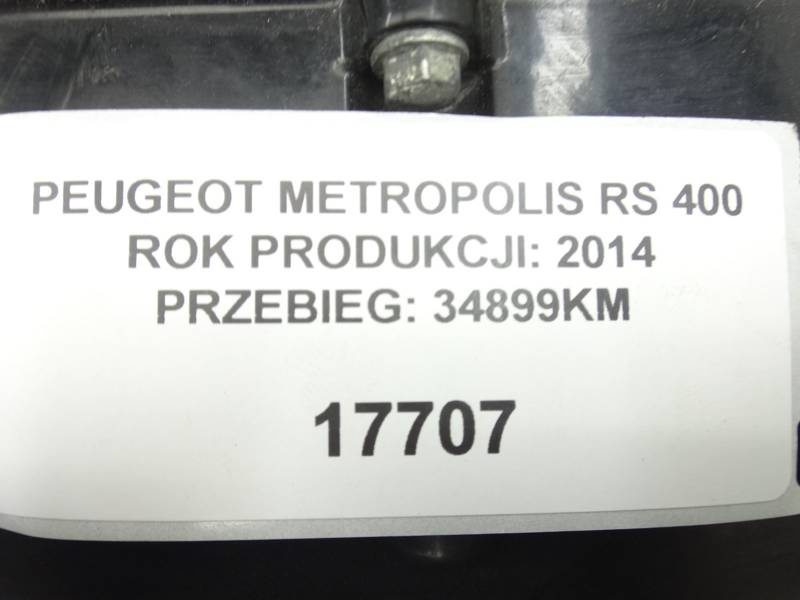 PEUGEOT METROPOLIS RS 400
ROK PRODUKCJI: 2014
PRZEBIEG: 34899KM
17707